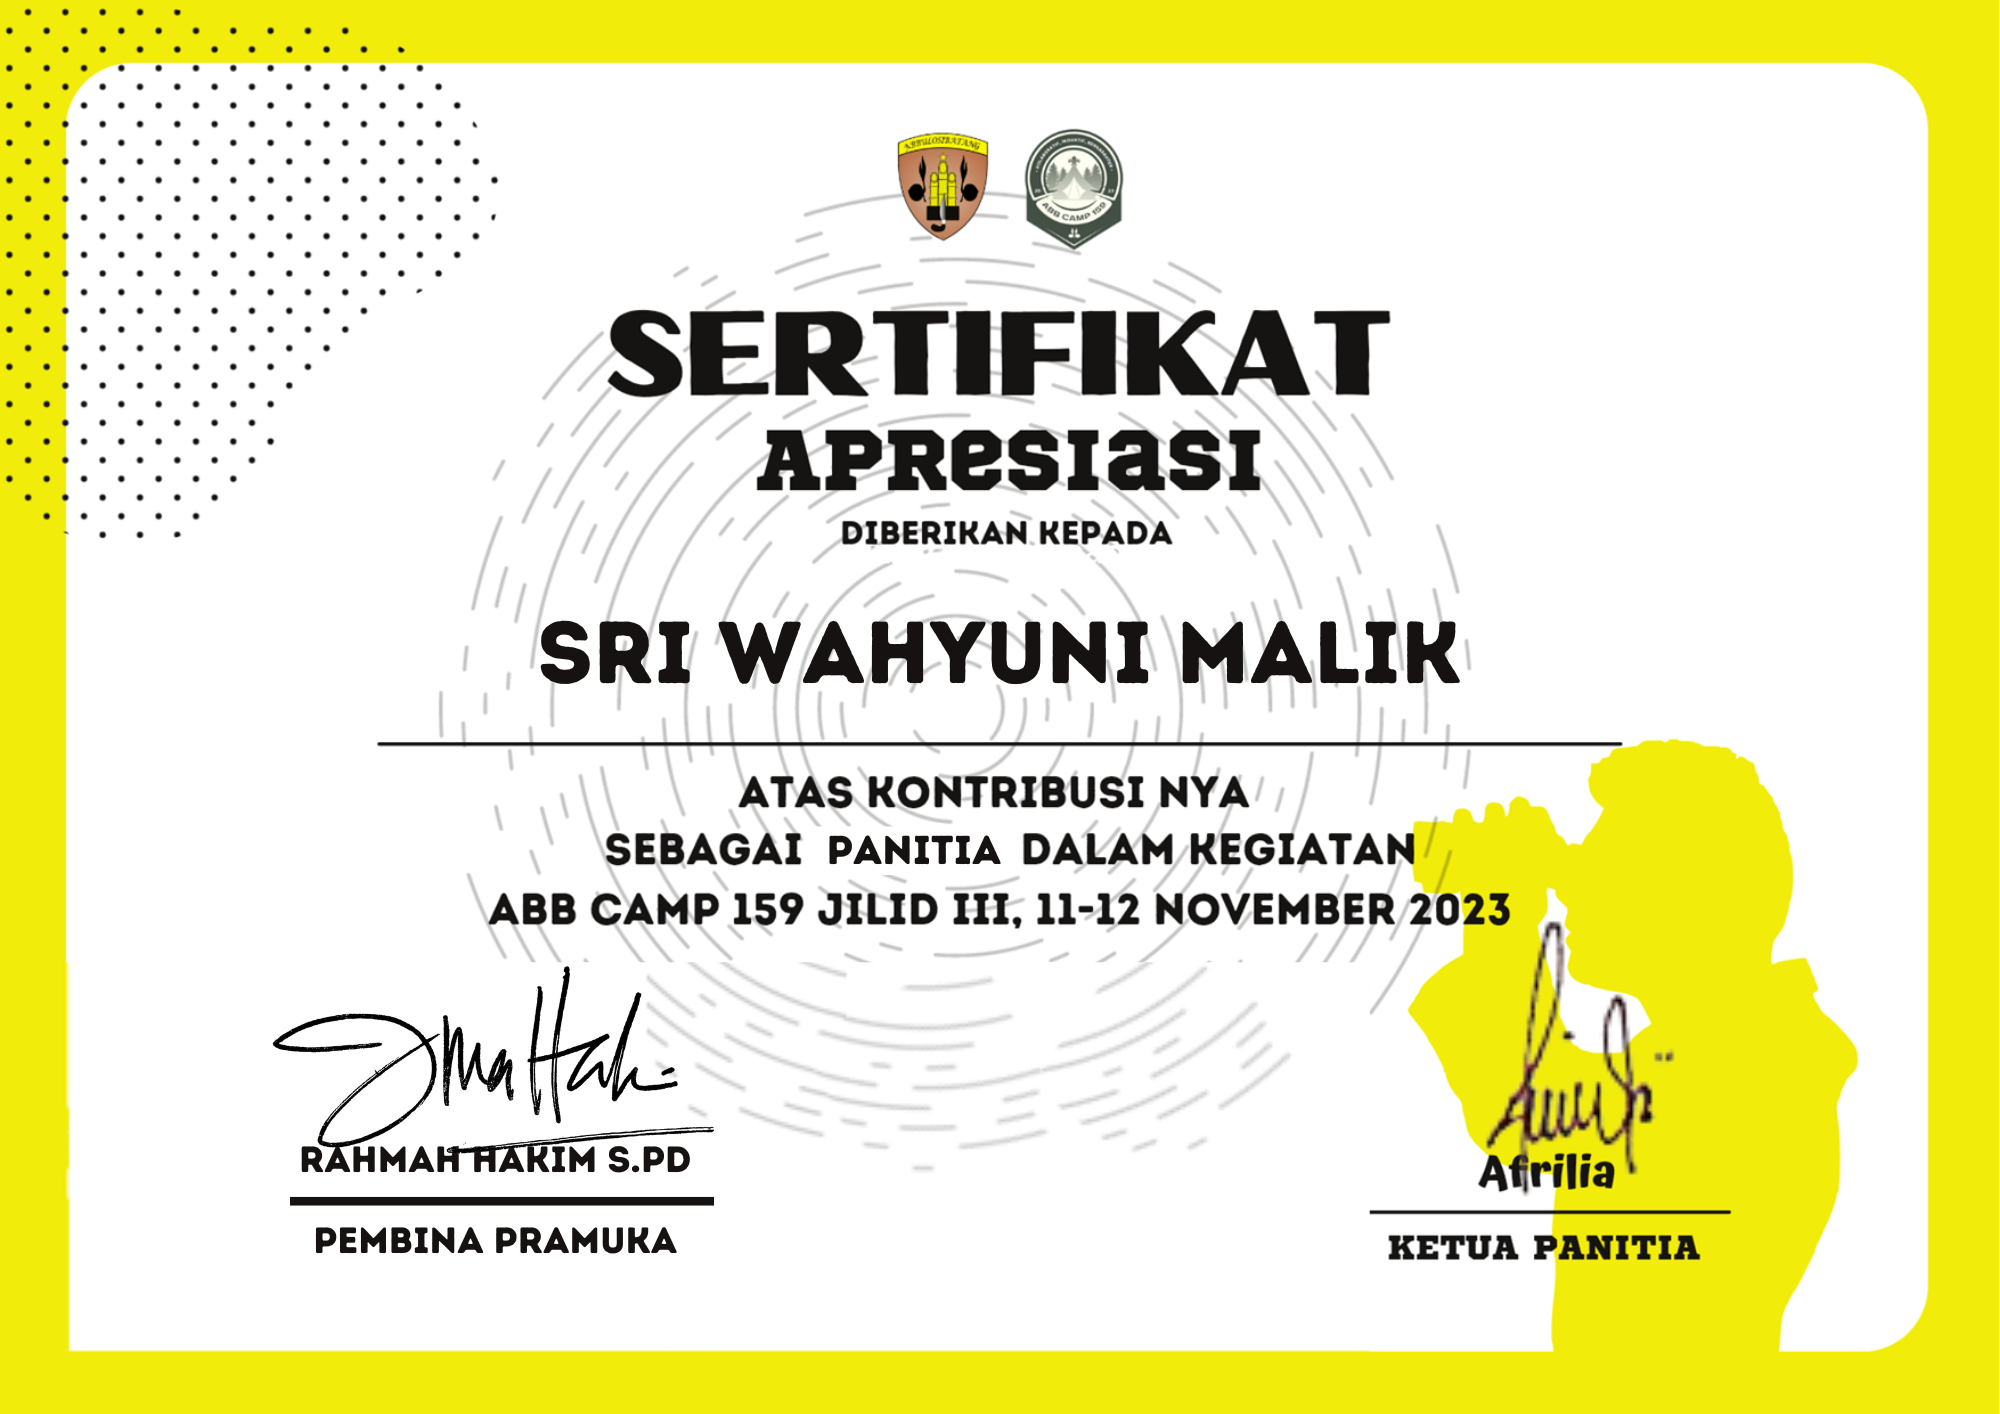 ABBULOSIBATANG
ABB CAMP 159
SERTIFIKAT
APResIasI
DIBERIKAN KEPADA
SRI WAHYUNI MALIK
ATAS KONTRIBUSI NYA
SEBAGAI PANITIA DALAM KEGIATAN
ABB CAMP 159 JILID III, 11-12 NOVEMBER 2023
RAHMAH HAKIM S.PD
PEMBINA PRAMUKA
Afrilia
KETUA PANITIA